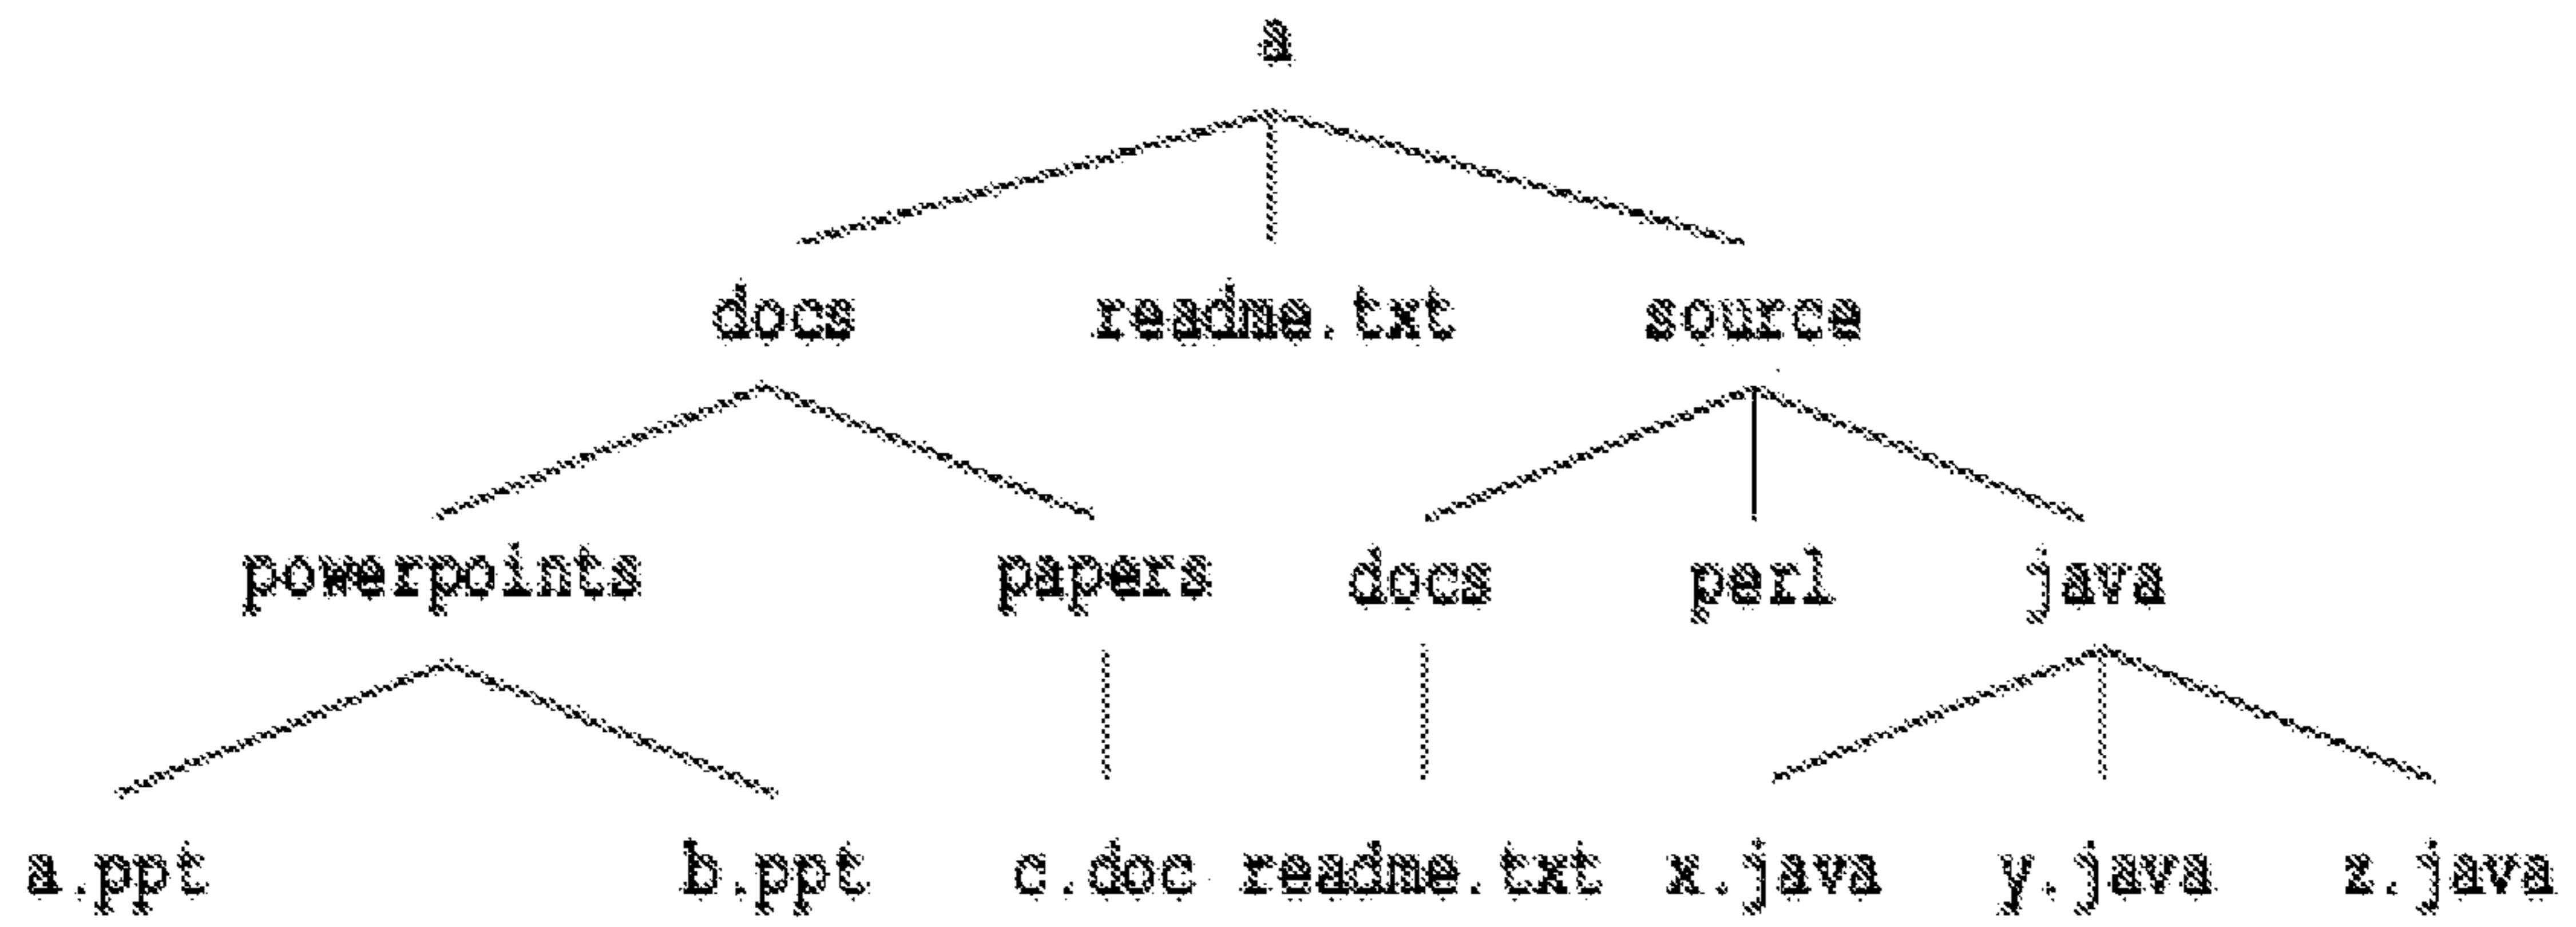 a
docs readme.txt source
powerpoints papers docs perl java
a.ppt b.ppt c.doc readme.txt x.java y.java z.java